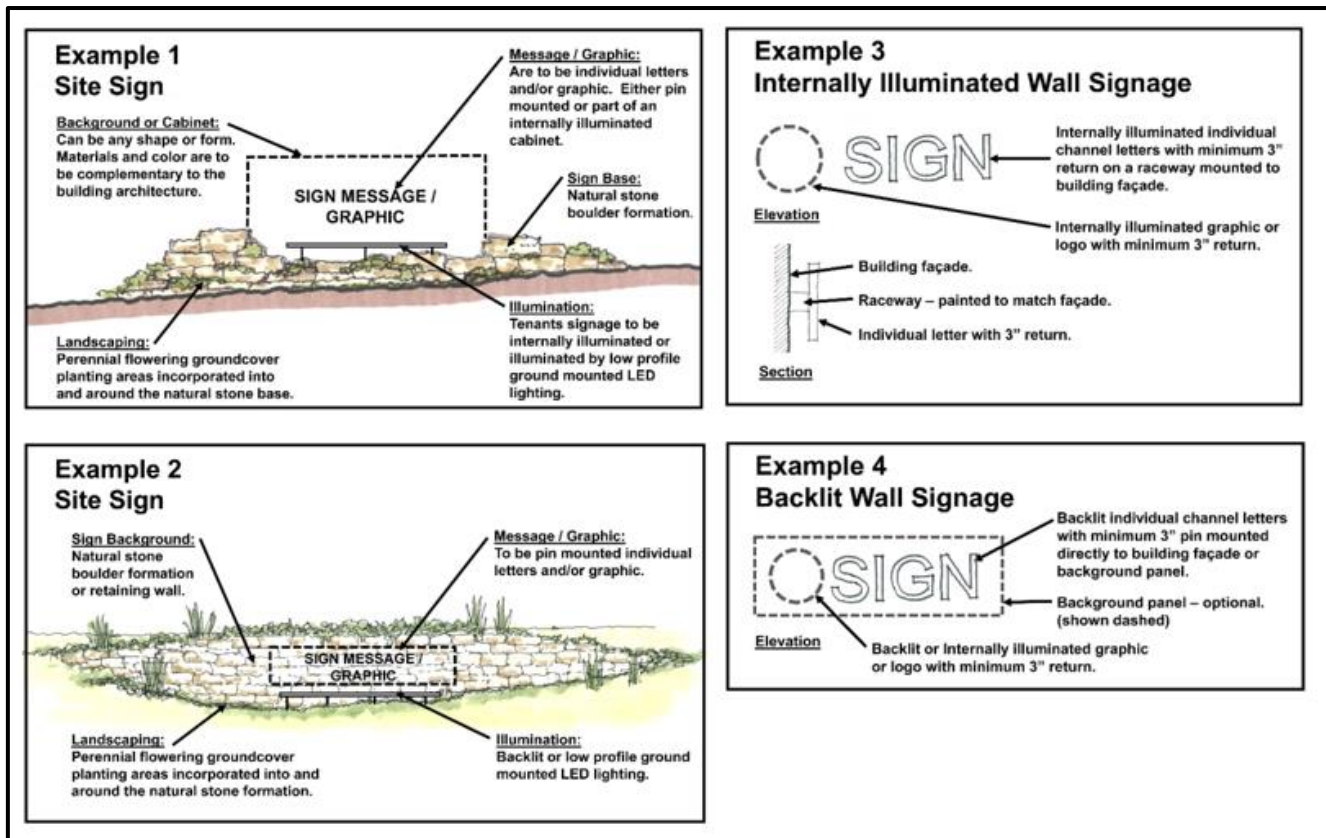 Example 1
Site Sign
Background or Cabinet:
Can be any shape or form.
Materials and color are to
be complementary to the
building architecture.
Message / Graphic:
Are to be individual letters
and/or graphic. Either pin
mounted or part of an
internally illuminated
cabinet.
SIGN MESSAGE /
GRAPHIC
Sign Base:
Natural stone
boulder formation.
Landscaping:
Perennial flowering groundcover
planting areas incorporated into
and around the natural stone base.
Illumination:
Tenants signage to be
internally illuminated or
illuminated by low profile
ground mounted LED
lighting.
Example 2
Site Sign
Sign Background:
Natural stone
boulder formation
or retaining wall.
Message / Graphic:
To be pin mounted individual
letters and/or graphic.
SIGN MESSAGE /
GRAPHIC
Landscaping:
Perennial flowering groundcover
planting areas incorporated into and
around the natural stone formation.
Illumination:
Backlit or low profile ground
mounted LED lighting.
Example 3
Internally Illuminated Wall Signage
SIGN
Internally illuminated individual
channel letters with minimum 3”
return on a raceway mounted to
building façade.
Elevation
Internally illuminated graphic or
logo with minimum 3” return.
Building façade.
Raceway – painted to match façade.
Individual letter with 3” return.
Section
Example 4
Backlit Wall Signage
SIGN
Backlit individual channel letters
with minimum 3” pin mounted
directly to building façade or
background panel.
Background panel – optional.
(shown dashed)
Elevation
Backlit or Internally illuminated graphic
or logo with minimum 3” return.